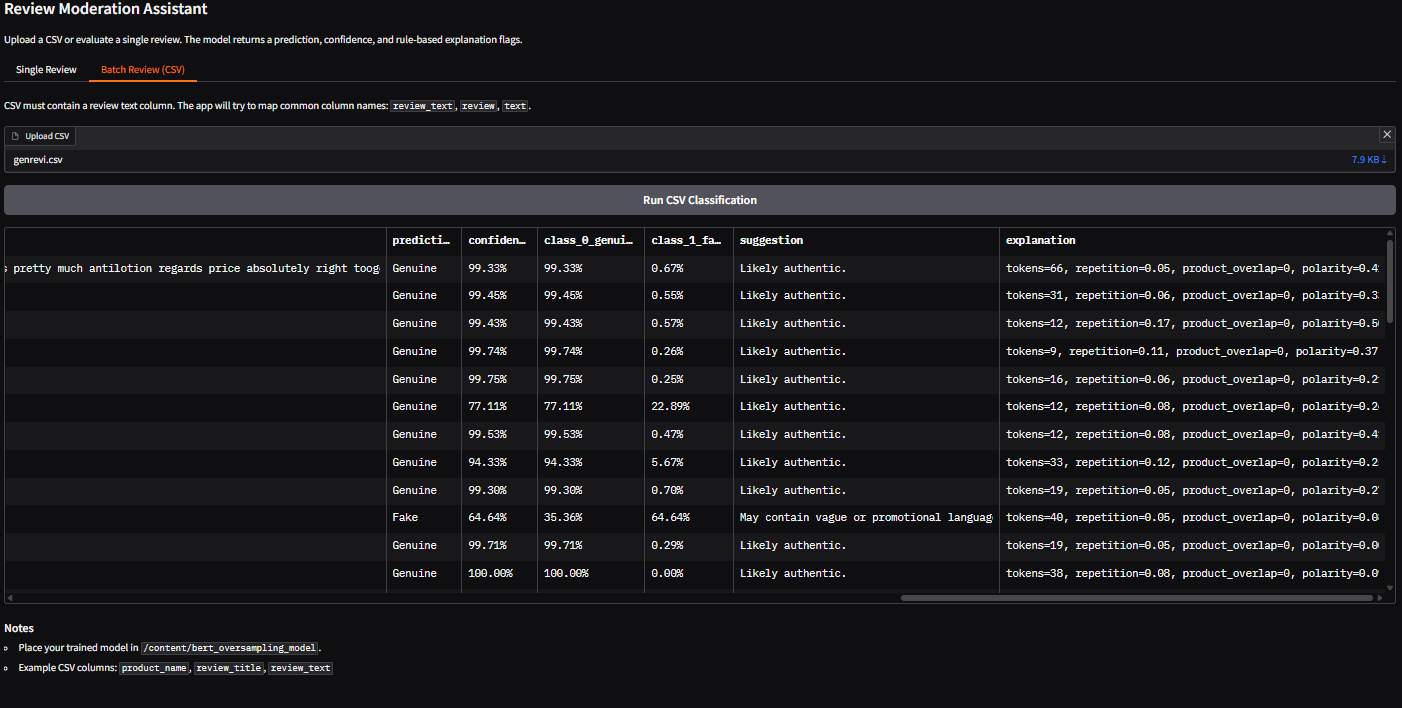 Review Moderation Assistant
Upload a CSV or evaluate a single review. The model returns a prediction, confidence, and rule-based explanation flags.
Single Review Batch Review (CSV)
CSV must contain a review text column. The app will try to map common column names: review_text, review, text.
Upload CSV
genrevi.csv 7.9 KB ↓
Run CSV Classification
predicti... confiden... class_0_genui... class_1_fa... suggestion explanation
pretty much antilotion regards price absolutely right toog Genuine 99.33% 99.33% 0.67% Likely authentic. tokens=66, repetition=0.05, product_overlap=0, polarity=0.4
Genuine 99.45% 99.45% 0.55% Likely authentic. tokens=31, repetition=0.06, product_overlap=0, polarity=0.3
Genuine 99.43% 99.43% 0.57% Likely authentic. tokens=12, repetition=0.17, product_overlap=0, polarity=0.5
Genuine 99.74% 99.74% 0.26% Likely authentic. tokens=9, repetition=0.11, product_overlap=0, polarity=0.37
Genuine 99.75% 99.75% 0.25% Likely authentic. tokens=16, repetition=0.06, product_overlap=0, polarity=0.2
Genuine 77.11% 77.11% 22.89% Likely authentic. tokens=12, repetition=0.08, product_overlap=0, polarity=0.2
Genuine 99.53% 99.53% 0.47% Likely authentic. tokens=12, repetition=0.08, product_overlap=0, polarity=0.4
Genuine 94.33% 94.33% 5.67% Likely authentic. tokens=33, repetition=0.12, product_overlap=0, polarity=0.2
Genuine 99.30% 99.30% 0.70% Likely authentic. tokens=19, repetition=0.05, product_overlap=0, polarity=0.2
Fake 64.64% 35.36% 64.64% May contain vague or promotional languag tokens=40, repetition=0.05, product_overlap=0, polarity=0.0
Genuine 99.71% 99.71% 0.29% Likely authentic. tokens=19, repetition=0.05, product_overlap=0, polarity=0.0
Genuine 100.00% 100.00% 0.00% Likely authentic. tokens=38, repetition=0.08, product_overlap=0, polarity=0.0
Notes
Place your trained model in /content/bert_oversampling_model.
Example CSV columns: product_name, review_title, review_text